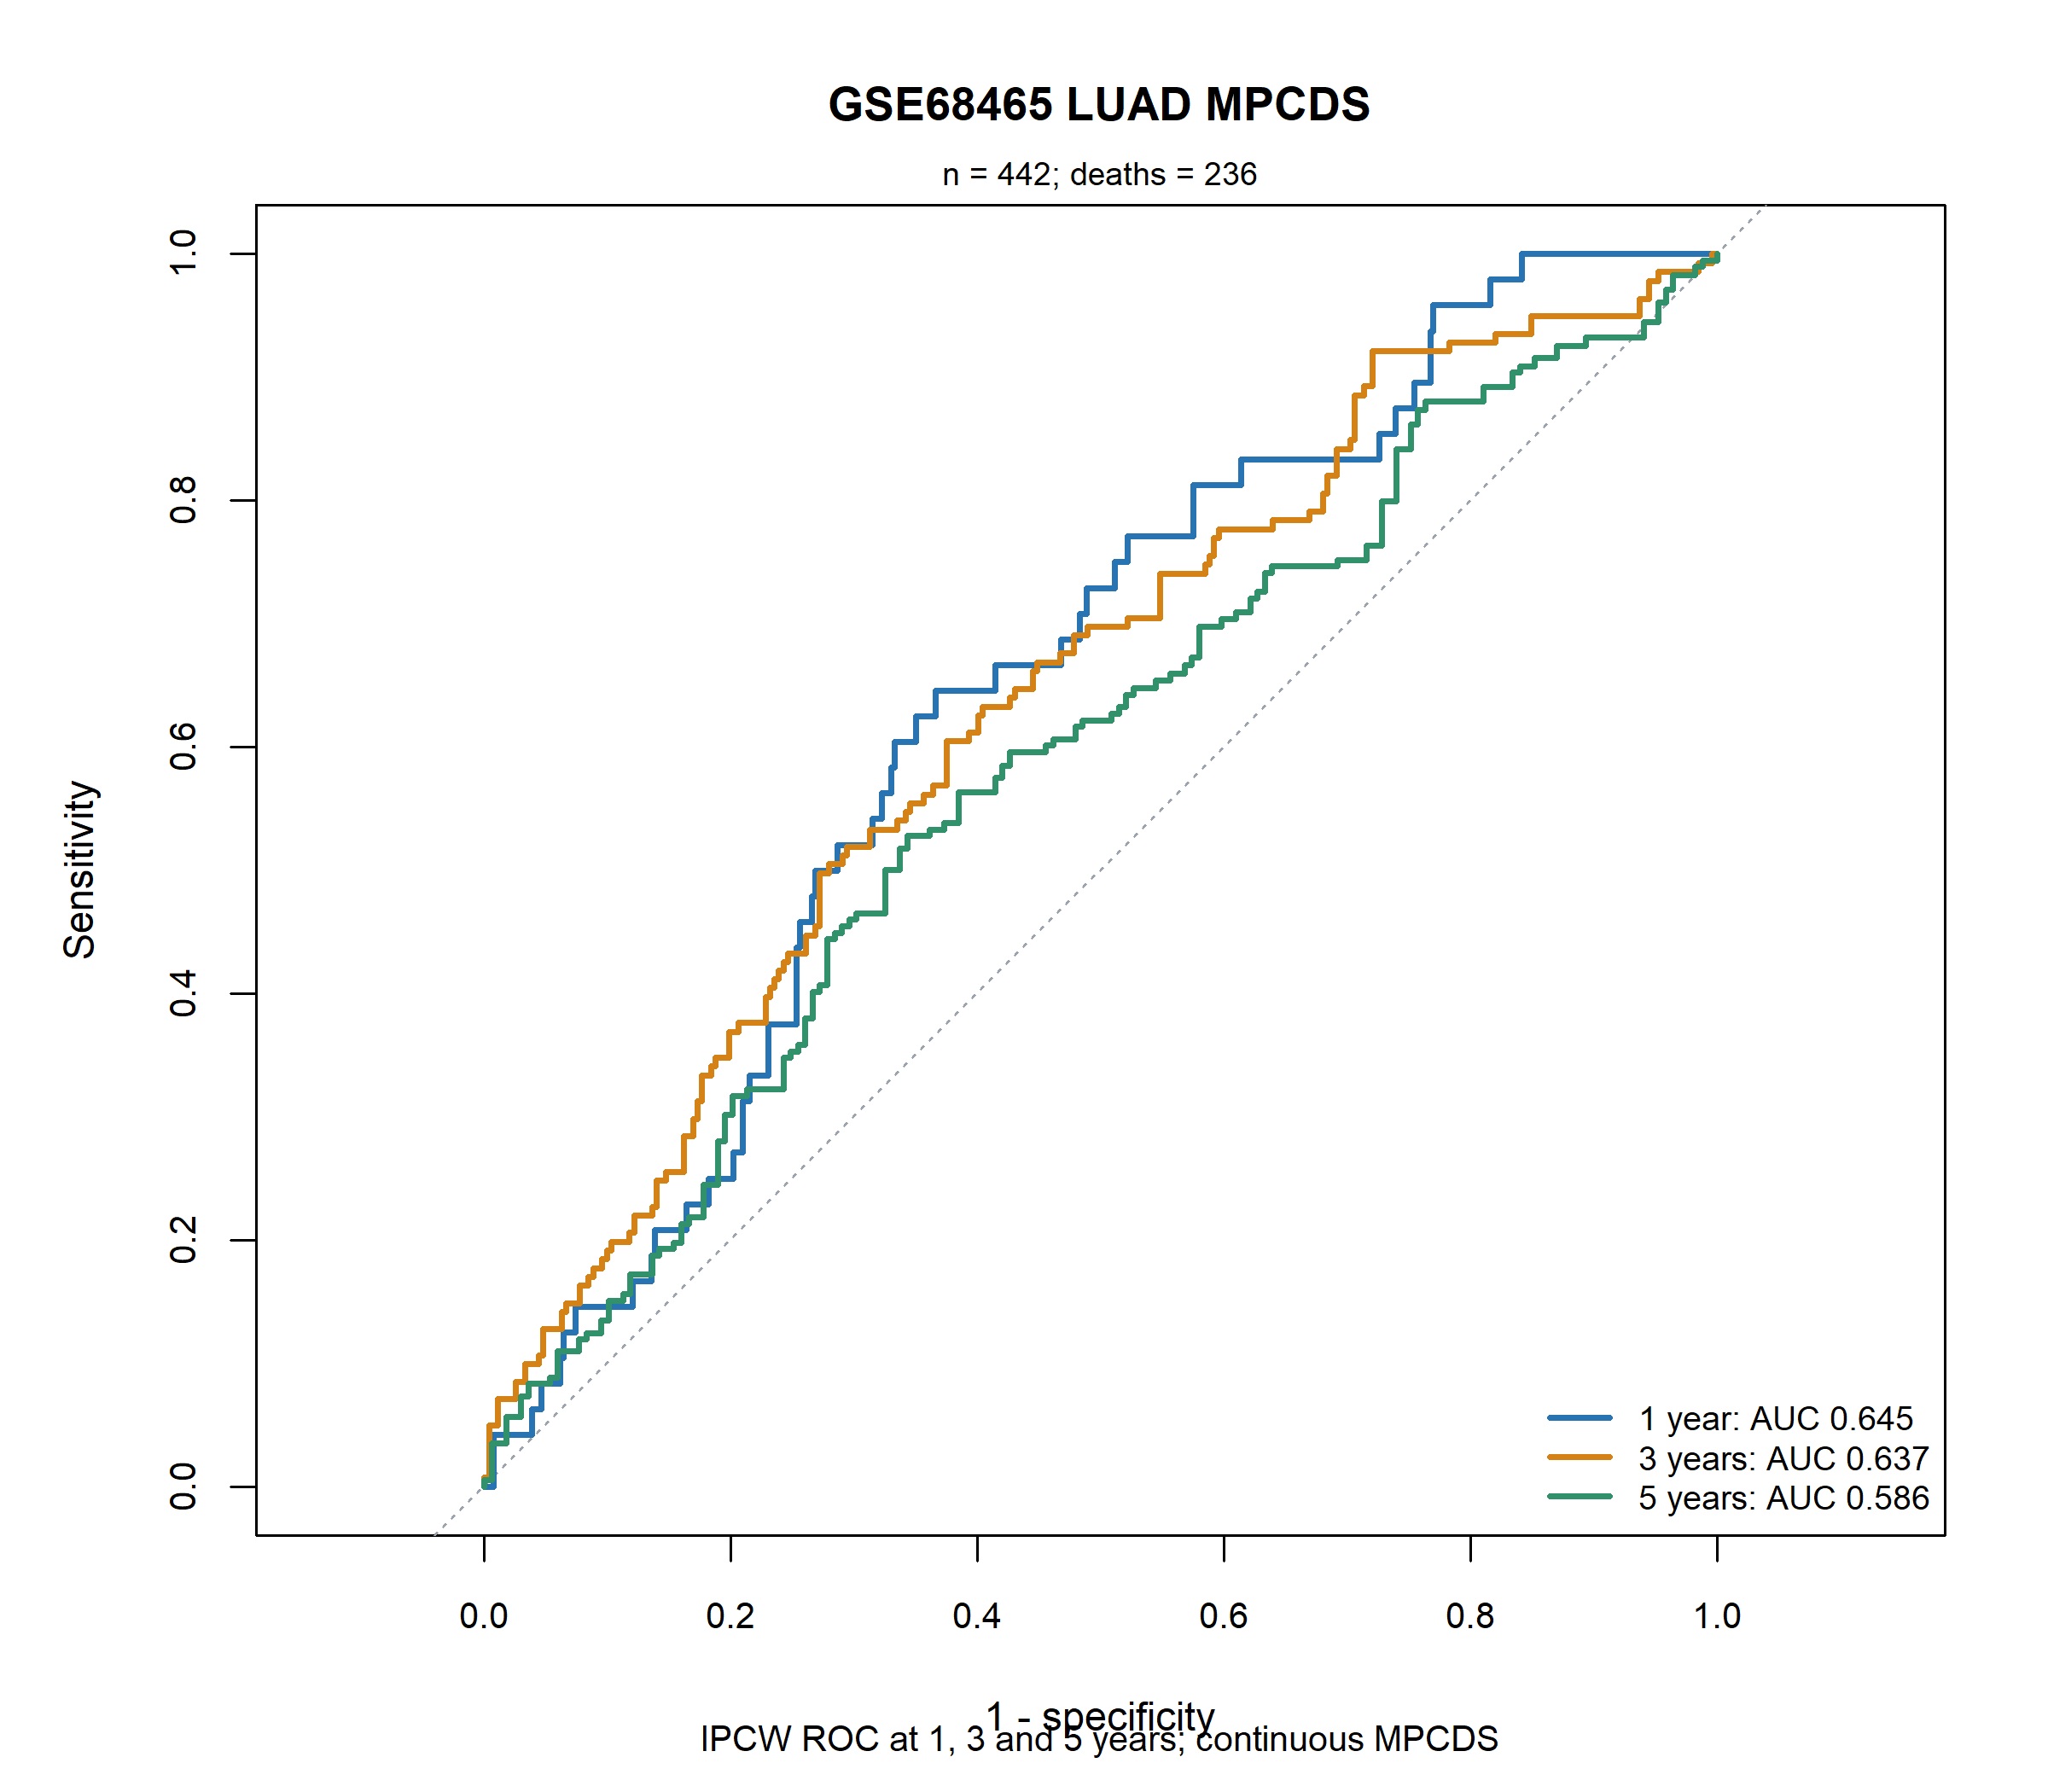 GSE68465 LUAD MPCDS
n = 442; deaths = 236
1.0
0.8
0.6
0.4
0.2
0.0
Sensitivity
1 year: AUC 0.645
3 years: AUC 0.637
5 years: AUC 0.586
0.0 0.2 0.4 0.6 0.8 1.0
1 - specificity
IPCW ROC at 1, 3 and 5 years; continuous MPCDS